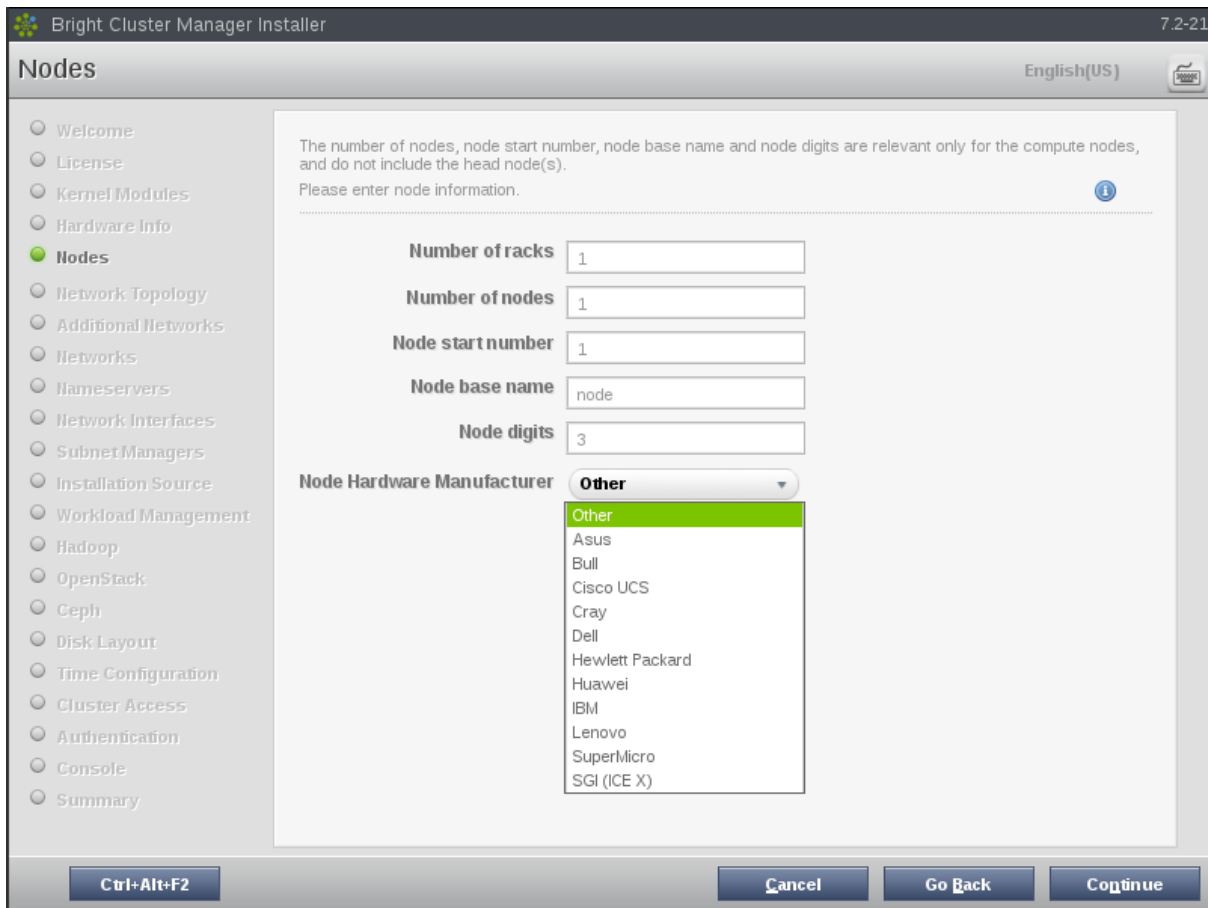 Bright Cluster Manager Installer
7.2-21
Nodes
English(US)
Welcome
License
Kernel Modules
Hardware Info
Nodes
Network Topology
Additional Networks
Networks
Nameservers
Network Interfaces
Subnet Managers
Installation Source
Workload Management
Hadoop
OpenStack
Ceph
Disk Layout
Time Configuration
Cluster Access
Authentication
Console
Summary
The number of nodes, node start number, node base name and node digits are relevant only for the compute nodes,
and do not include the head node(s).
Please enter node information.
Number of racks 1
Number of nodes 1
Node start number 1
Node base name node
Node digits 3
Node Hardware Manufacturer Other
Other
Asus
Bull
Cisco UCS
Cray
Dell
Hewlett Packard
Huawei
IBM
Lenovo
SuperMicro
SGI (ICE X)
Ctrl+Alt+F2
Cancel
Go Back
Continue